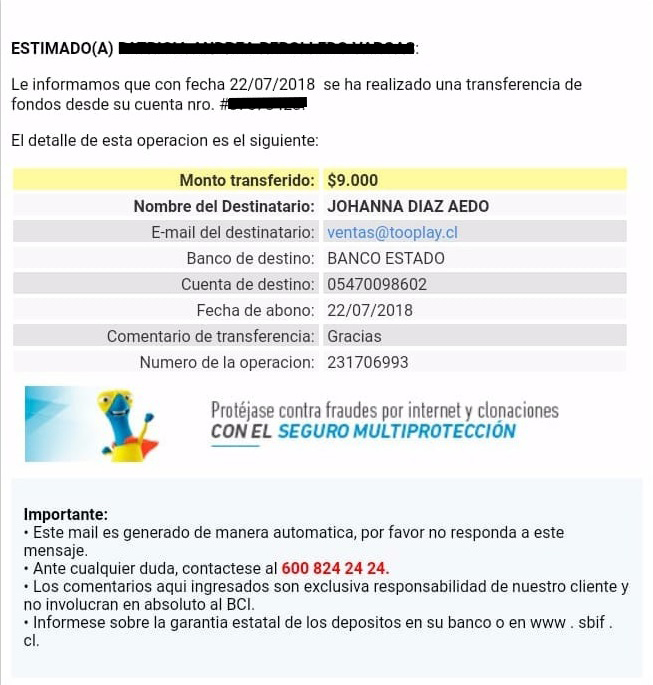 ESTIMADO(A) :
Le informamos que con fecha 22/07/2018 se ha realizado una transferencia de
fondos desde su cuenta nro. #
El detalle de esta operacion es el siguiente:
Monto transferido: $9.000
Nombre del Destinatario: JOHANNA DIAZ AEDO
E-mail del destinatario: ventas@tooplay.cl
Banco de destino: BANCO ESTADO
Cuenta de destino: 05470098602
Fecha de abono: 22/07/2018
Comentario de transferencia: Gracias
Numero de la operacion: 231706993
Protéjase contra fraudes por internet y clonaciones
CON EL SEGURO MULTIPROTECCIÓN
Importante:
• Este mail es generado de manera automatica, por favor no responda a este
mensaje.
• Ante cualquier duda, contactese al 600 824 24 24.
• Los comentarios aqui ingresados son exclusiva responsabilidad de nuestro cliente y
no involucran en absoluto al BCI.
• Informese sobre la garantia estatal de los depositos en su banco o en www . sbif .
cl.